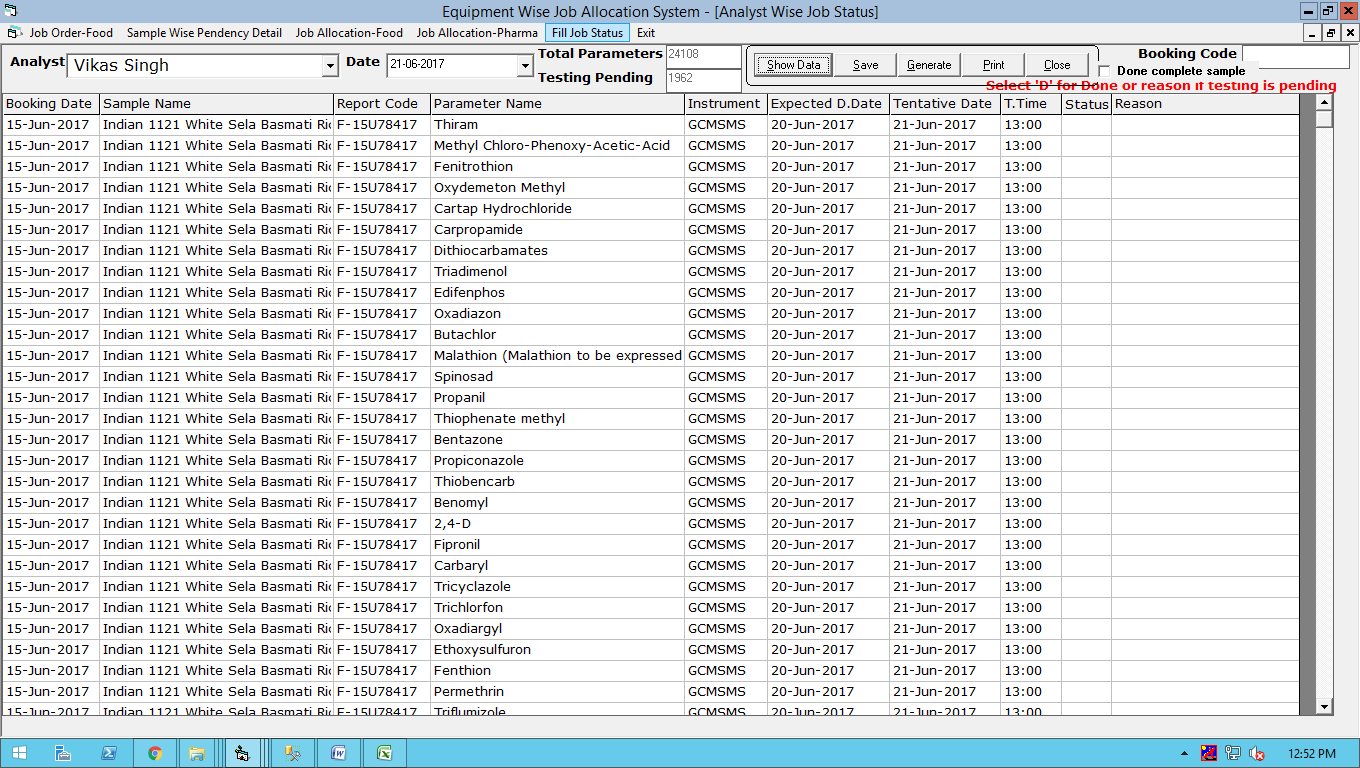 Equipment Wise Job Allocation System - [Analyst Wise Job Status]
Job Order-Food Sample Wise Pendency Detail Job Allocation-Food Job Allocation-Pharma Fill Job Status Exit
Analyst Vikas Singh Date 21-06-2017 Total Parameters 24108 Show Data Save Generate Print Close Booking Code
Testing Pending 1962 Done complete sample
Select 'D' for Done or reason if testing is pending
Booking Date Sample Name Report Code Parameter Name Instrument Expected D.Date Tentative Date T.Time Status Reason
15-Jun-2017 Indian 1121 White Sela Basmati Ric F-15U78417 Thiram GCMSMS 20-Jun-2017 21-Jun-2017 13:00
15-Jun-2017 Indian 1121 White Sela Basmati Ric F-15U78417 Methyl Chloro-Phenoxy-Acetic-Acid GCMSMS 20-Jun-2017 21-Jun-2017 13:00
15-Jun-2017 Indian 1121 White Sela Basmati Ric F-15U78417 Fenitrothion GCMSMS 20-Jun-2017 21-Jun-2017 13:00
15-Jun-2017 Indian 1121 White Sela Basmati Ric F-15U78417 Oxydemeton Methyl GCMSMS 20-Jun-2017 21-Jun-2017 13:00
15-Jun-2017 Indian 1121 White Sela Basmati Ric F-15U78417 Cartap Hydrochloride GCMSMS 20-Jun-2017 21-Jun-2017 13:00
15-Jun-2017 Indian 1121 White Sela Basmati Ric F-15U78417 Carpropamide GCMSMS 20-Jun-2017 21-Jun-2017 13:00
15-Jun-2017 Indian 1121 White Sela Basmati Ric F-15U78417 Dithiocarbamates GCMSMS 20-Jun-2017 21-Jun-2017 13:00
15-Jun-2017 Indian 1121 White Sela Basmati Ric F-15U78417 Triadimenol GCMSMS 20-Jun-2017 21-Jun-2017 13:00
15-Jun-2017 Indian 1121 White Sela Basmati Ric F-15U78417 Edifenphos GCMSMS 20-Jun-2017 21-Jun-2017 13:00
15-Jun-2017 Indian 1121 White Sela Basmati Ric F-15U78417 Oxadiazon GCMSMS 20-Jun-2017 21-Jun-2017 13:00
15-Jun-2017 Indian 1121 White Sela Basmati Ric F-15U78417 Butachlor GCMSMS 20-Jun-2017 21-Jun-2017 13:00
15-Jun-2017 Indian 1121 White Sela Basmati Ric F-15U78417 Malathion (Malathion to be expressed GCMSMS 20-Jun-2017 21-Jun-2017 13:00
15-Jun-2017 Indian 1121 White Sela Basmati Ric F-15U78417 Spinosad GCMSMS 20-Jun-2017 21-Jun-2017 13:00
15-Jun-2017 Indian 1121 White Sela Basmati Ric F-15U78417 Propanil GCMSMS 20-Jun-2017 21-Jun-2017 13:00
15-Jun-2017 Indian 1121 White Sela Basmati Ric F-15U78417 Thiophenate methyl GCMSMS 20-Jun-2017 21-Jun-2017 13:00
15-Jun-2017 Indian 1121 White Sela Basmati Ric F-15U78417 Bentazone GCMSMS 20-Jun-2017 21-Jun-2017 13:00
15-Jun-2017 Indian 1121 White Sela Basmati Ric F-15U78417 Propiconazole GCMSMS 20-Jun-2017 21-Jun-2017 13:00
15-Jun-2017 Indian 1121 White Sela Basmati Ric F-15U78417 Thiobencarb GCMSMS 20-Jun-2017 21-Jun-2017 13:00
15-Jun-2017 Indian 1121 White Sela Basmati Ric F-15U78417 Benomyl GCMSMS 20-Jun-2017 21-Jun-2017 13:00
15-Jun-2017 Indian 1121 White Sela Basmati Ric F-15U78417 2,4-D GCMSMS 20-Jun-2017 21-Jun-2017 13:00
15-Jun-2017 Indian 1121 White Sela Basmati Ric F-15U78417 Fipronil GCMSMS 20-Jun-2017 21-Jun-2017 13:00
15-Jun-2017 Indian 1121 White Sela Basmati Ric F-15U78417 Carbaryl GCMSMS 20-Jun-2017 21-Jun-2017 13:00
15-Jun-2017 Indian 1121 White Sela Basmati Ric F-15U78417 Tricyclazole GCMSMS 20-Jun-2017 21-Jun-2017 13:00
15-Jun-2017 Indian 1121 White Sela Basmati Ric F-15U78417 Trichlorfon GCMSMS 20-Jun-2017 21-Jun-2017 13:00
15-Jun-2017 Indian 1121 White Sela Basmati Ric F-15U78417 Oxadiargyl GCMSMS 20-Jun-2017 21-Jun-2017 13:00
15-Jun-2017 Indian 1121 White Sela Basmati Ric F-15U78417 Ethoxysulfuron GCMSMS 20-Jun-2017 21-Jun-2017 13:00
15-Jun-2017 Indian 1121 White Sela Basmati Ric F-15U78417 Fenthion GCMSMS 20-Jun-2017 21-Jun-2017 13:00
15-Jun-2017 Indian 1121 White Sela Basmati Ric F-15U78417 Permethrin GCMSMS 20-Jun-2017 21-Jun-2017 13:00
15-Jun-2017 Indian 1121 White Sela Basmati Ric F-15U78417 Triflumizole GCMSMS 20-Jun-2017 21-Jun-2017 13:00
12:52 PM